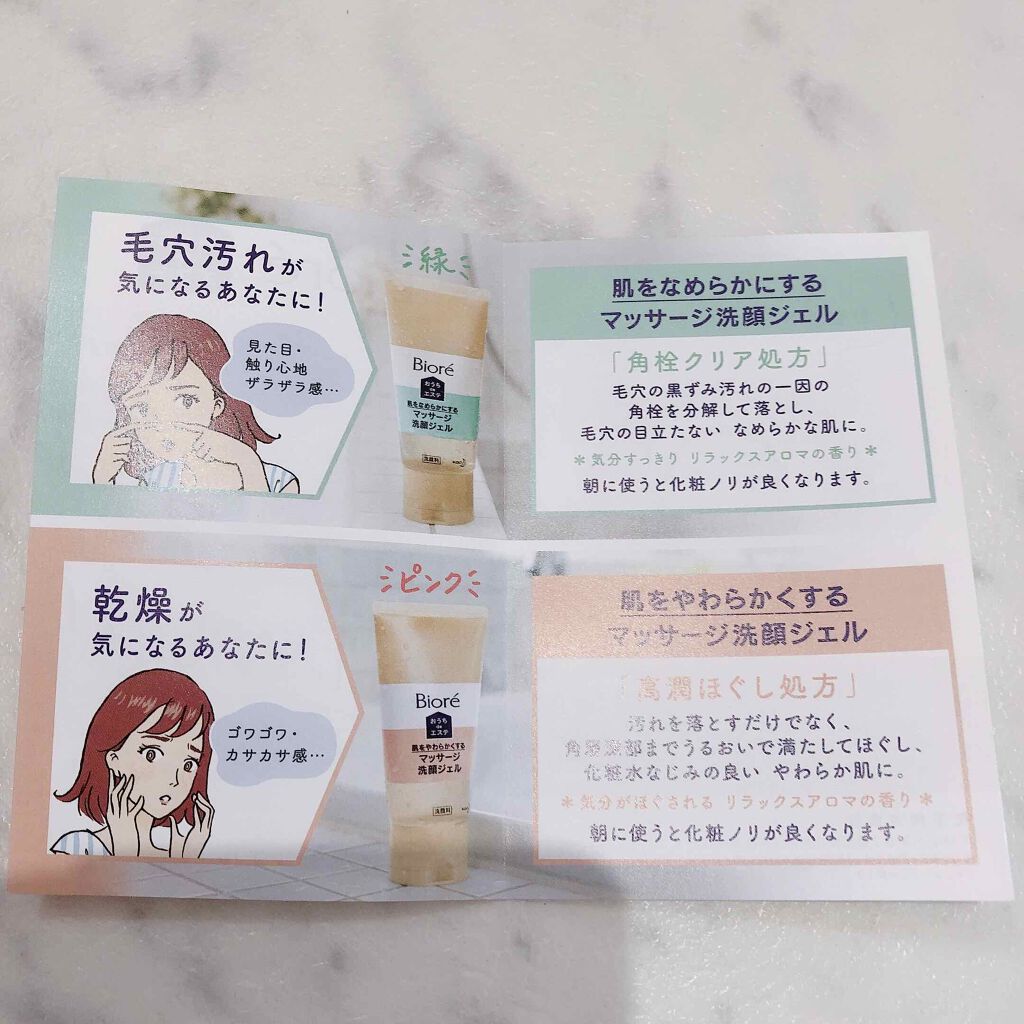 毛穴汚れが
気になるあなたに!
見た目・
触り心地
ザラザラ感…
緑
Bioré
おうち
de
エステ
肌をなめらかにする
マッサージ
洗顔ジェル
洗顔料
肌をなめらかにする
マッサージ洗顔ジェル
「角栓クリア処方」
毛穴の黒ずみ汚れの一因の
角栓を分解して落とし、
毛穴の目立たない なめらかな肌に。
*気分すっきり リラックスアロマの香り*
朝に使うと化粧ノリが良くなります。
乾燥が
気になるあなたに!
ゴワゴワ・
カサカサ感…
ピンク
Bioré
おうち
de
エステ
肌をやわらかくする
マッサージ
洗顔ジェル
洗顔料
肌をやわらかくする
マッサージ洗顔ジェル
「高潤ほぐし処方」
汚れを落とすだけでなく、
角層深部までうるおいで満たしてほぐし、
化粧水なじみの良い やわらか肌に。
*気分がほぐされる リラックスアロマの香り*
朝に使うと化粧ノリが良くなります。